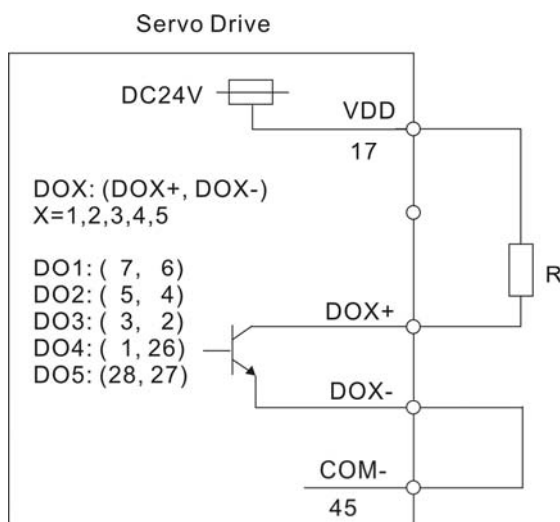 Servo Drive
DC24V
VDD
17
DOX: (DOX+, DOX-)
X=1,2,3,4,5
R
DO1: ( 7, 6)
DO2: ( 5, 4)
DO3: ( 3, 2)
DO4: ( 1, 26)
DO5: (28, 27)
DOX+
DOX-
COM-
45